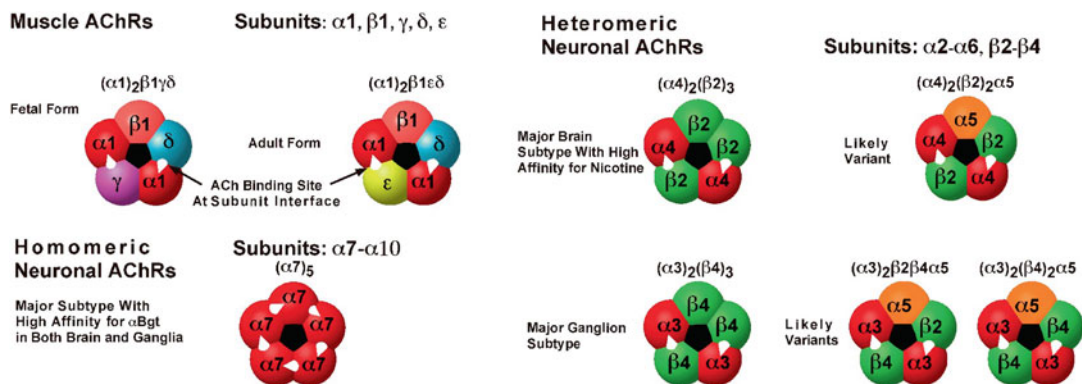 Muscle AChRs
Subunits: α1, β1, γ, δ, ε
(α1)₂β1γδ
Fetal Form
β1
α1
δ
γ
α1
(α1)₂β1εδ
Adult Form
β1
α1
δ
ε
α1
ACh Binding Site
At Subunit Interface
Homomeric
Neuronal AChRs
Subunits: α7-α10
(α7)₅
Major Subtype With
High Affinity for αBgt
in Both Brain and Ganglia
α7
α7
α7
α7
α7
Heteromeric
Neuronal AChRs
Subunits: α2-α6, β2-β4
(α4)₂(β2)₃
Major Brain
Subtype With High
Affinity for Nicotine
β2
α4
β2
β2
α4
(α4)₂(β2)₂α5
Likely
Variant
α5
α4
β2
β2
α4
(α3)₂(β4)₃
Major Ganglion
Subtype
β4
α3
β4
β4
α3
(α3)₂β2β4α5
Likely
Variants
α5
α3
β2
β4
α3
(α3)₂(β4)₂α5
α5
α3
β4
β4
α3